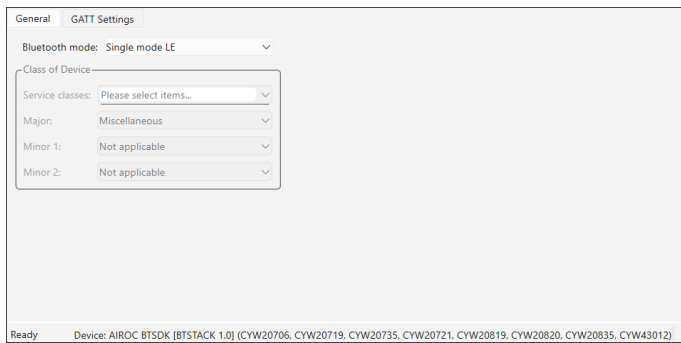 General GATT Settings
Bluetooth mode: Single mode LE
Class of Device
Service classes: Please select items...
Major: Miscellaneous
Minor 1: Not applicable
Minor 2: Not applicable
Ready Device: AIROC BTSDK [BTSTACK 1.0] (CYW20706, CYW20719, CYW20735, CYW20721, CYW20819, CYW20820, CYW20835, CYW43012)